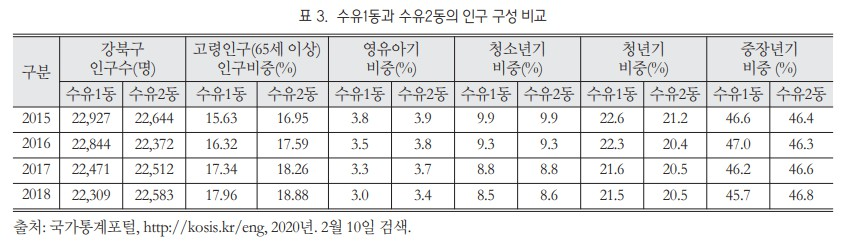 표 3. 수유1동과 수유2동의 인구 구성 비교
구분 강북구 인구수(명) 고령인구(65세 이상) 인구비중(%) 영유아기 비중(%) 청소년기 비중(%) 청년기 비중(%) 중장년기 비중 (%)
수유1동 수유2동 수유1동 수유2동 수유1동 수유2동 수유1동 수유2동 수유1동 수유2동 수유1동 수유2동
2015 22,927 22,644 15.63 16.95 3.8 3.9 9.9 9.9 22.6 21.2 46.6 46.4
2016 22,844 22,372 16.32 17.59 3.5 3.8 9.3 9.3 22.3 20.4 47.0 46.3
2017 22,471 22,512 17.34 18.26 3.3 3.7 8.8 8.8 21.6 20.5 46.2 46.6
2018 22,309 22,583 17.96 18.88 3.0 3.4 8.5 8.6 21.5 20.5 45.7 46.8
출처: 국가통계포털, http://kosis.kr/eng, 2020년. 2월 10일 검색.